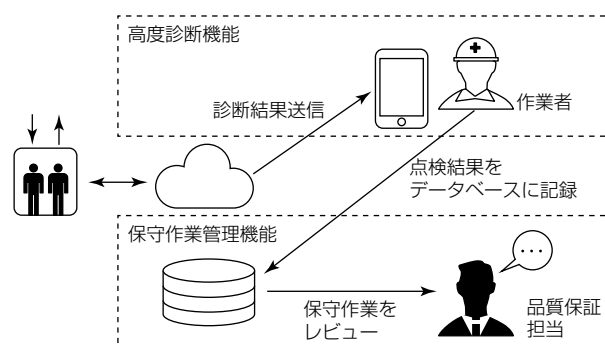 高度診断機能
作業者
診断結果送信
点検結果を
データベースに記録
保守作業管理機能
保守作業を
レビュー
品質保証
担当